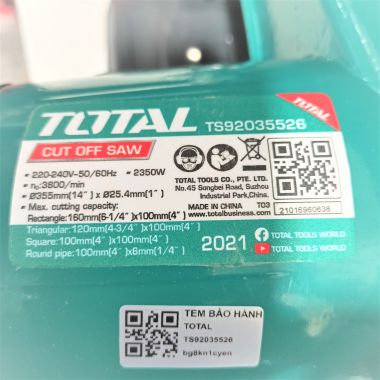 TOTAL
TS92035526
CUT OFF SAW
• 220-240V~50/60Hz • 2350W
• n₀:3800/min
• Ø355mm(14") x Ø25.4mm(1")
• Max. cutting capacity:
Rectangle:160mm(6-1/4" )x100mm(4" )
Triangular:120mm(4-3/4" )x100mm(4")
Square:100mm(4" )x100mm(4" )
Round pipe:100mm(4" )x6mm(1/4" )
TOTAL TOOLS CO., PTE. LTD.
No.45 Songbei Road, Suzhou
Industrial Park,China.
www.totalbusiness.com
MADE IN CHINA T03
21016960638
2021
TOTAL TOOLS WORLD
TOTAL TOOLS WORLD
TOTAL
TEM BẢO HÀNH
TOTAL
TS92035526
bg8kn1cyen